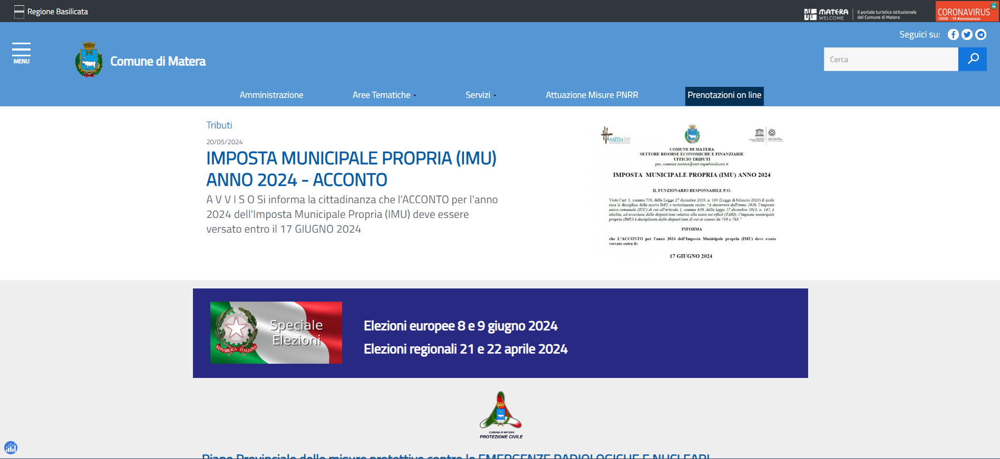 Regione Basilicata
MATERA
WELCOME
Il portale turistico istituzionale
del Comune di Matera
CORONAVIRUS
COVID -19 #iorestoacasa
Seguici su:
MENU
Comune di Matera
Cerca
Amministrazione
Aree Tematiche
Servizi
Attuazione Misure PNRR
Prenotazioni on line
Tributi
20/05/2024
IMPOSTA MUNICIPALE PROPRIA (IMU)
ANNO 2024 - ACCONTO
A V V I S O Si informa la cittadinanza che l'ACCONTO per l'anno
2024 dell'Imposta Municipale Propria (IMU) deve essere
versato entro il 17 GIUGNO 2024
MATERA 2019
COMUNE DI MATERA
SETTORE RISORSE ECONOMICHE E FINANZIARIE
UFFICIO TRIBUTI
pec: comune.matera@cert.ruparbasilicata.it
IMPOSTA MUNICIPALE PROPRIA (IMU) ANNO 2024
IL FUNZIONARIO RESPONSABILE P.O.
Visto l'art. 1, comma 738, della Legge 27 dicembre 2019, n. 160 (Legge di bilancio 2020) il quale
reca la disciplina della nuova IMU e testualmente recita: "A decorrere dall'anno 2020, l'imposta
unica comunale (IUC) di cui all'articolo 1, comma 639, della legge 27 dicembre 2013, n. 147, è
abolita, ad eccezione delle disposizioni relative alla tassa sui rifiuti (TARI); l'imposta municipale
propria (IMU) è disciplinata dalle disposizioni di cui ai commi da 739 a 783."
INFORMA
che L'ACCONTO per l'anno 2024 dell'Imposta Municipale propria (IMU) deve essere
versato entro il:
17 GIUGNO 2024
Speciale
Elezioni
REPVBBLICA ITALIANA
Elezioni europee 8 e 9 giugno 2024
Elezioni regionali 21 e 22 aprile 2024
COMUNE DI MATERA
PROTEZIONE CIVILE
Piano Provinciale delle misure protettive contro le EMERGENZE RADIOLOGICHE E NUCLEARI